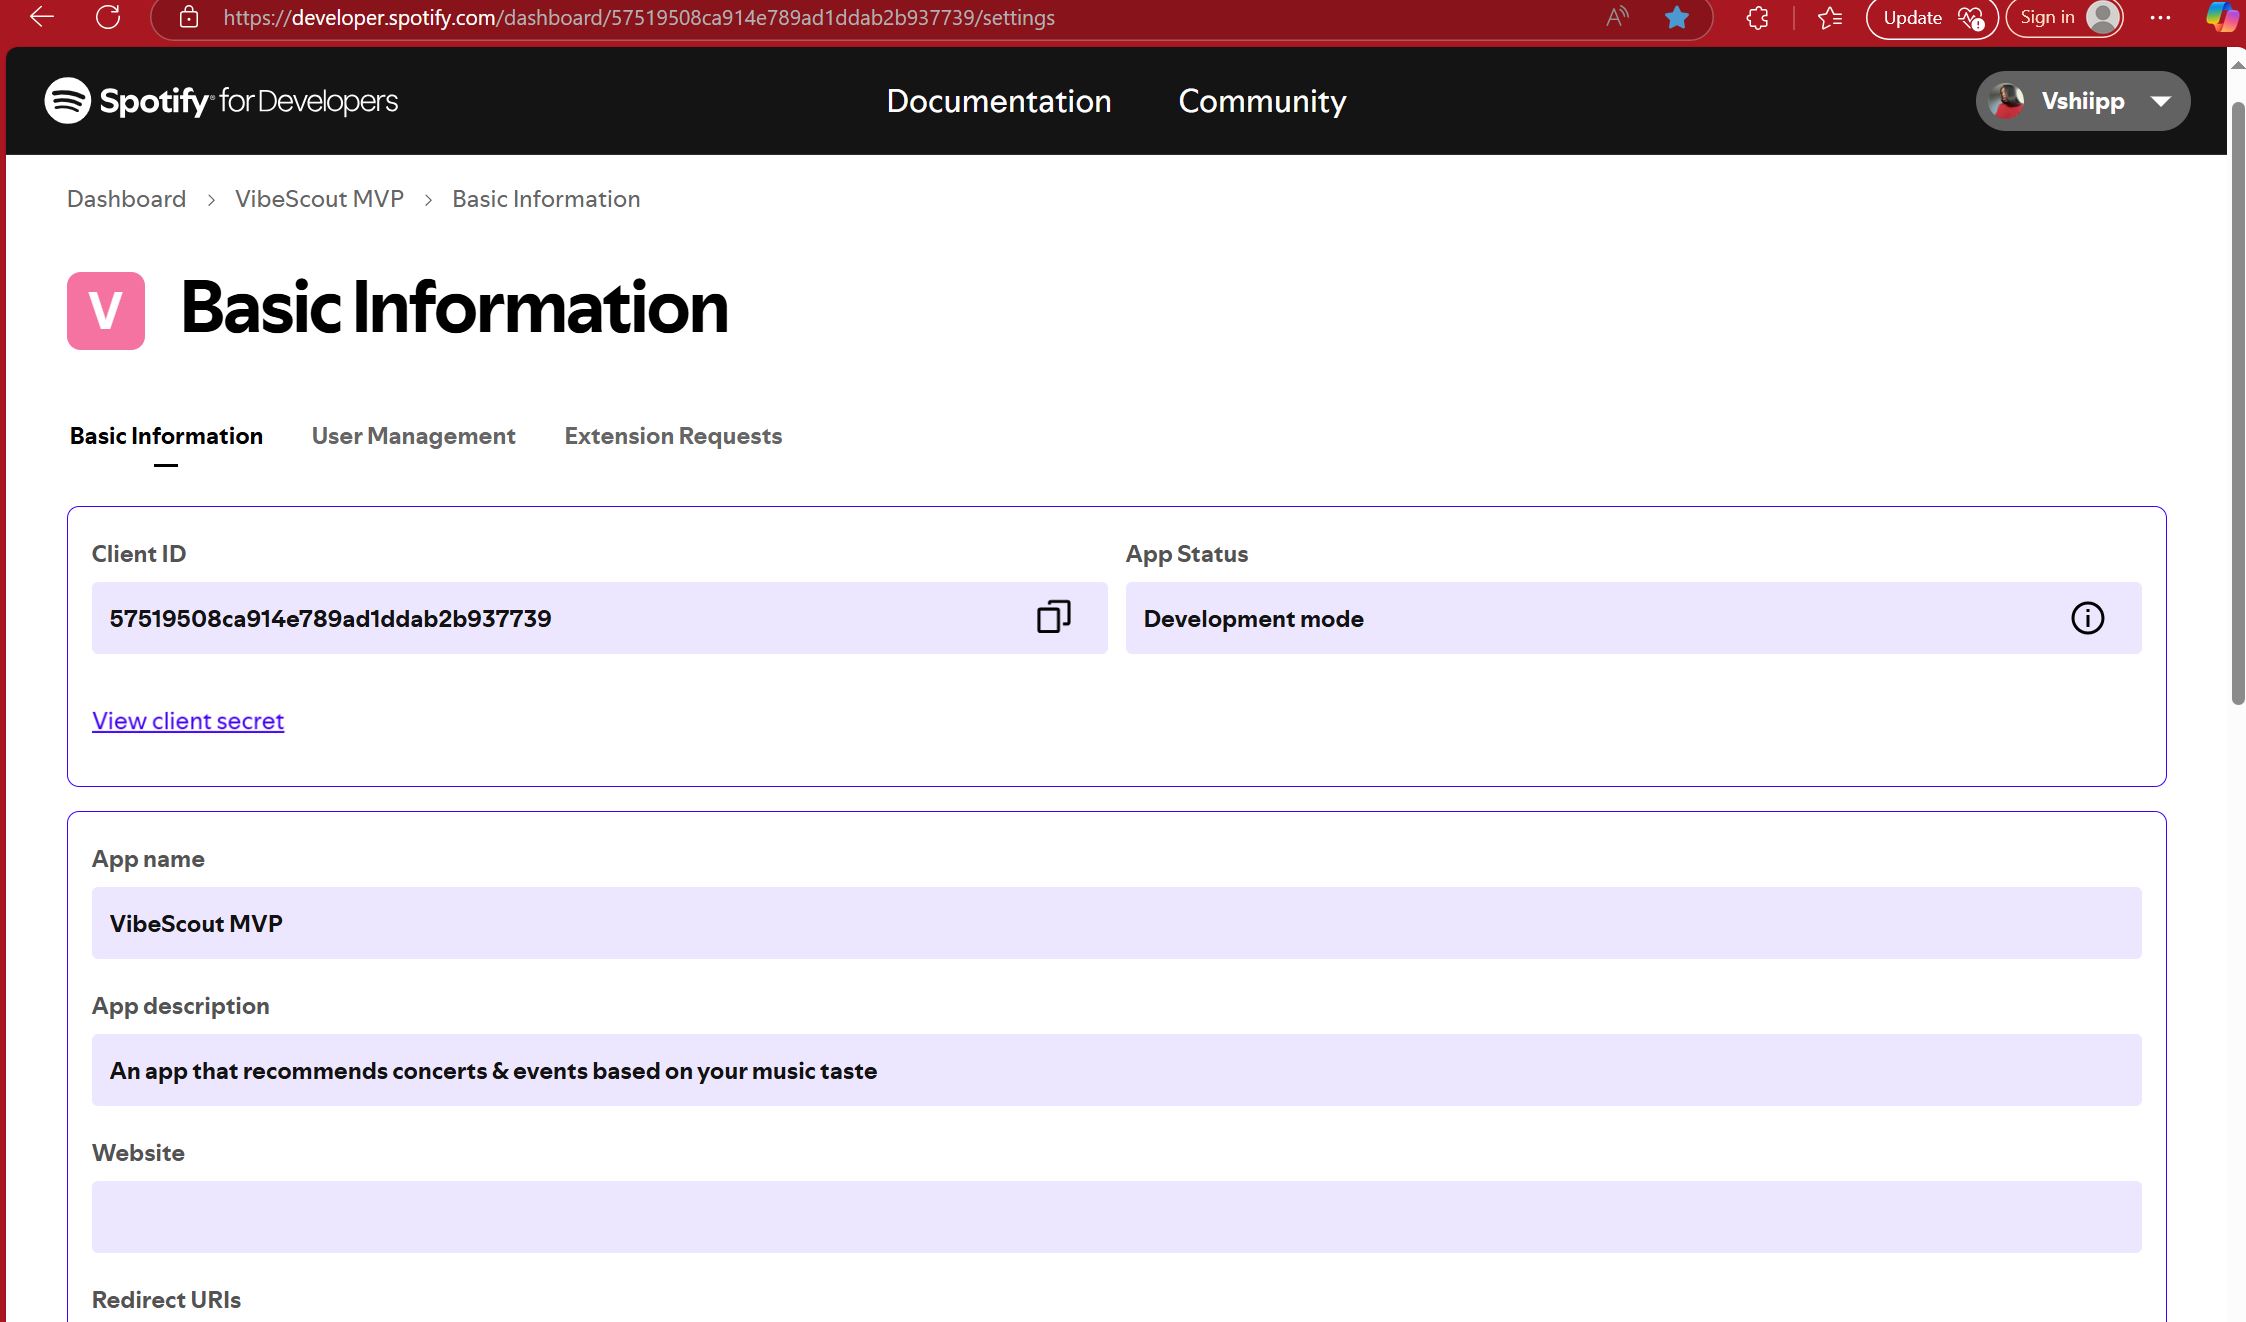 https://developer.spotify.com/dashboard/57519508ca914e789ad1ddab2b937739/settings
Update
Sign in
Spotify for Developers
Documentation
Community
Vshiipp
Dashboard > VibeScout MVP > Basic Information
V
Basic Information
Basic Information
User Management
Extension Requests
Client ID
App Status
57519508ca914e789ad1ddab2b937739
Development mode
View client secret
App name
VibeScout MVP
App description
An app that recommends concerts & events based on your music taste
Website
Redirect URIs